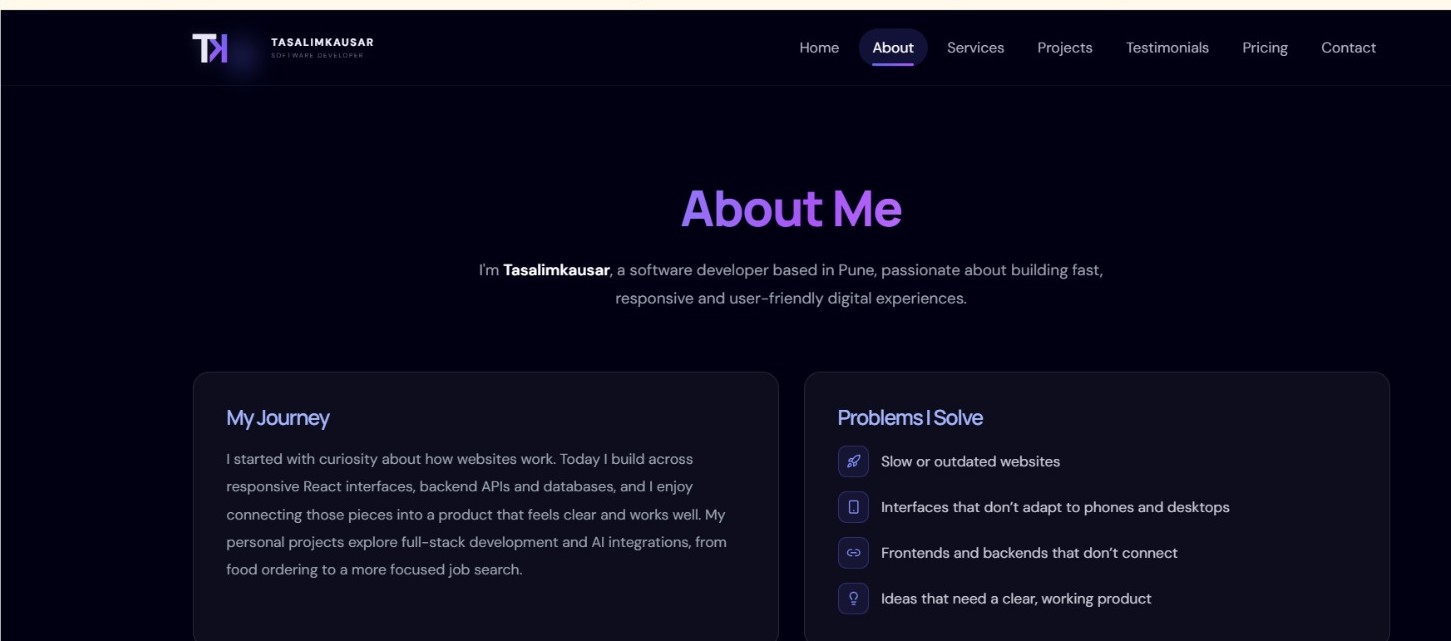 TK
TASALIMKAUSAR
SOFTWARE DEVELOPER
Home About Services Projects Testimonials Pricing Contact
About Me
I'm Tasalimkausar, a software developer based in Pune, passionate about building fast,
responsive and user-friendly digital experiences.
My Journey
I started with curiosity about how websites work. Today I build across
responsive React interfaces, backend APIs and databases, and I enjoy
connecting those pieces into a product that feels clear and works well. My
personal projects explore full-stack development and AI integrations, from
food ordering to a more focused job search.
Problems I Solve
Slow or outdated websites
Interfaces that don’t adapt to phones and desktops
Frontends and backends that don’t connect
Ideas that need a clear, working product